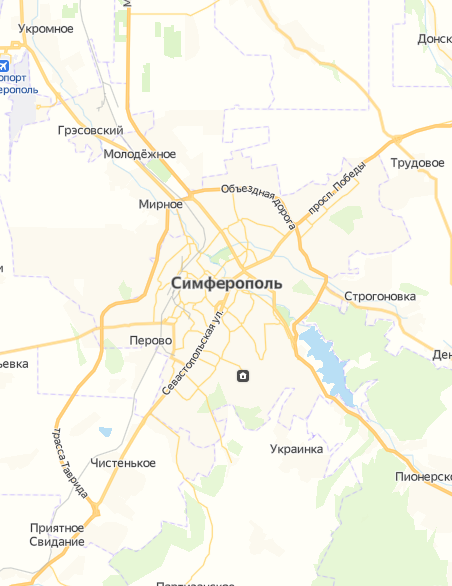 Укромное
Донск
опорт
ерополь
Грэсовский
Молодёжное
Трудовое
Объездная дорога
просп. Победы
Мирное
и
Симферополь
Строгоновка
Севастопольская ул.
Перово
ьевка
Ден
трасса Таврида
Украинка
Чистенькое
Пионерско
Приятное
Свидание